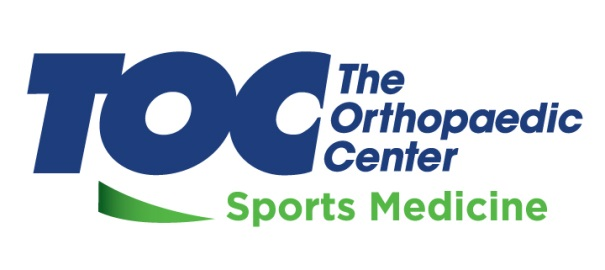 TOC
The
Orthopaedic
Center
Sports Medicine